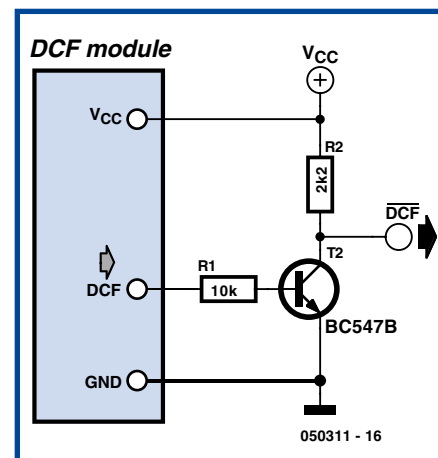 DCF module
VCC
VCC
R2
2k2
DCF
T2
R1
DCF
10k
BC547B
GND
050311 - 16